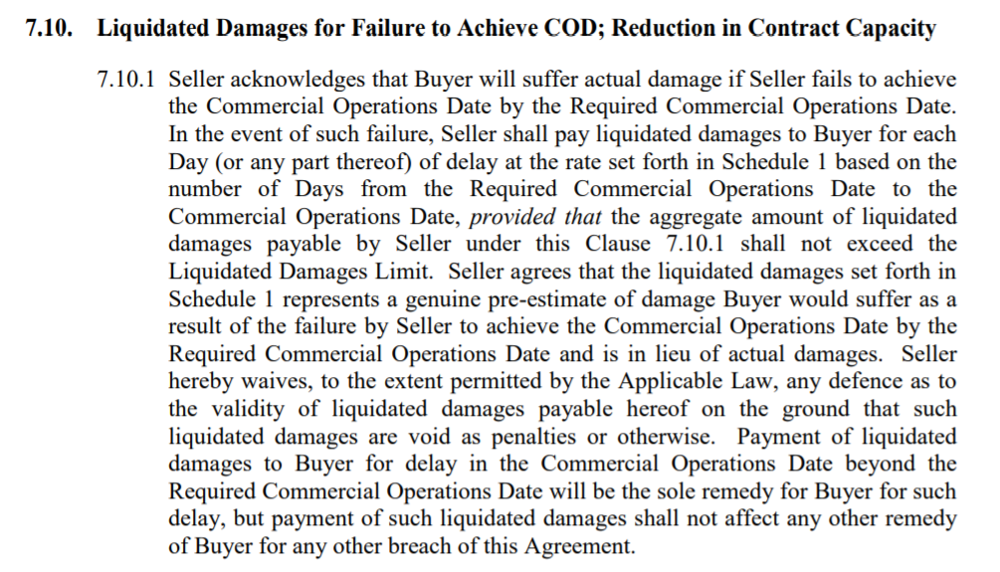 7.10. Liquidated Damages for Failure to Achieve COD; Reduction in Contract Capacity
7.10.1 Seller acknowledges that Buyer will suffer actual damage if Seller fails to achieve
the Commercial Operations Date by the Required Commercial Operations Date.
In the event of such failure, Seller shall pay liquidated damages to Buyer for each
Day (or any part thereof) of delay at the rate set forth in Schedule 1 based on the
number of Days from the Required Commercial Operations Date to the
Commercial Operations Date, provided that the aggregate amount of liquidated
damages payable by Seller under this Clause 7.10.1 shall not exceed the
Liquidated Damages Limit. Seller agrees that the liquidated damages set forth in
Schedule 1 represents a genuine pre-estimate of damage Buyer would suffer as a
result of the failure by Seller to achieve the Commercial Operations Date by the
Required Commercial Operations Date and is in lieu of actual damages. Seller
hereby waives, to the extent permitted by the Applicable Law, any defence as to
the validity of liquidated damages payable hereof on the ground that such
liquidated damages are void as penalties or otherwise. Payment of liquidated
damages to Buyer for delay in the Commercial Operations Date beyond the
Required Commercial Operations Date will be the sole remedy for Buyer for such
delay, but payment of such liquidated damages shall not affect any other remedy
of Buyer for any other breach of this Agreement.